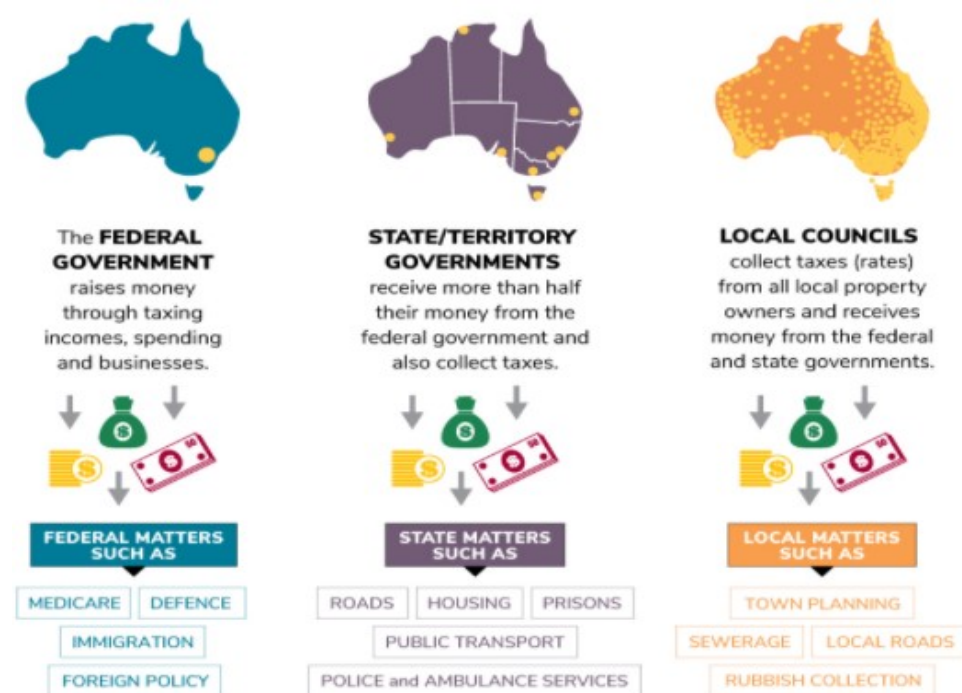 The FEDERAL
GOVERNMENT
raises money
through taxing
incomes, spending
and businesses.
$
$
50
FEDERAL MATTERS
SUCH AS
MEDICARE
DEFENCE
IMMIGRATION
FOREIGN POLICY
STATE/TERRITORY
GOVERNMENTS
receive more than half
their money from the
federal government and
also collect taxes.
$
$
50
STATE MATTERS
SUCH AS
ROADS
HOUSING
PRISONS
PUBLIC TRANSPORT
POLICE and AMBULANCE SERVICES
LOCAL COUNCILS
collect taxes (rates)
from all local property
owners and receives
money from the federal
and state governments.
$
$
50
LOCAL MATTERS
SUCH AS
TOWN PLANNING
SEWERAGE
LOCAL ROADS
RUBBISH COLLECTION